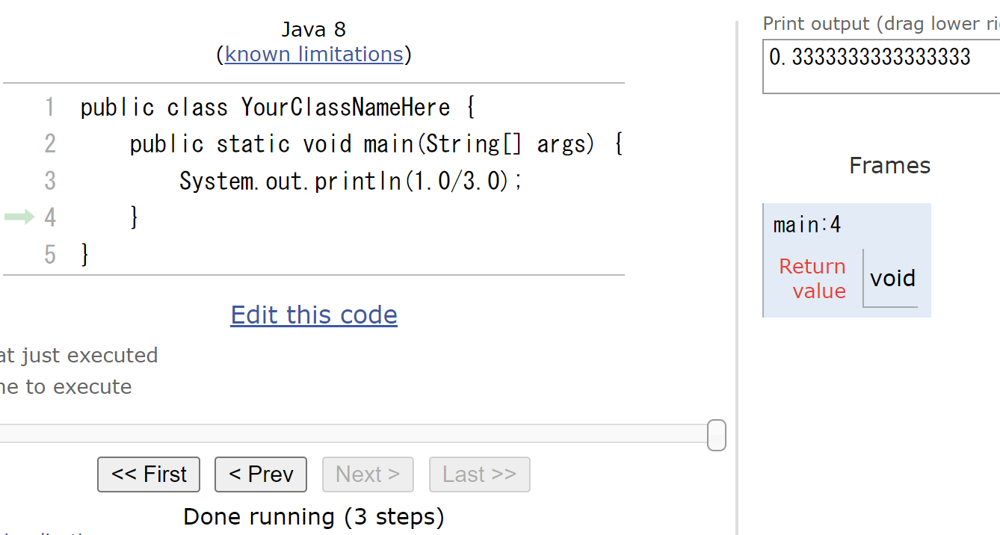 Java 8
(known limitations)
1 public class YourClassNameHere {
2 public static void main(String[] args) {
3 System.out.println(1.0/3.0);
4 }
5 }
Edit this code
at just executed
ne to execute
<< First < Prev Next > Last >>
Done running (3 steps)
Print output (drag lower ri
0.3333333333333333
Frames
main:4
Return
value
void